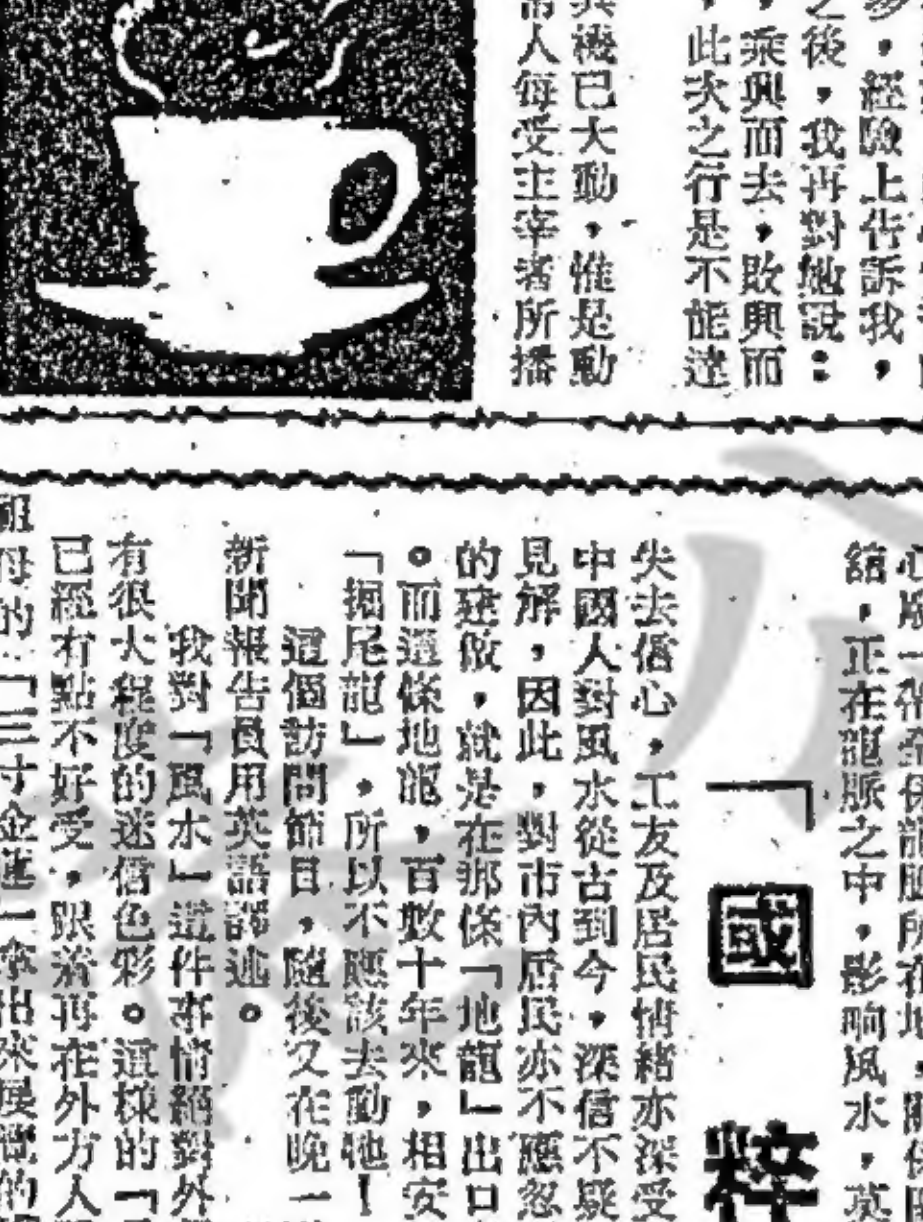 ，經驗上告訴我，
之後，我再對她說：
，乘興而去，敗興而
，此次之行是不能達
機已大動，惟是動
常人每受主宰者所播
館，正在龍脈之中，影响風水，莫
「國粹
失去信心，工友及居民情緒亦深受
中國人對風水從古到今，深信不疑
見解，因此，對市內居民亦不應忽
的建設，就是在那條「地龍」出口
。而這條地龍，百數十年來，相安
「掘尾龍」，所以不應該去動牠！
這個訪問節目，隨後又在晚一
新聞報告員用英語譯述。
我對「風水」這件事情絕對外
有很大程度的迷信色彩。這樣的「
已經有點不好受，跟着再在外方人
祖母的「三寸金蓮」拿出來展覽的